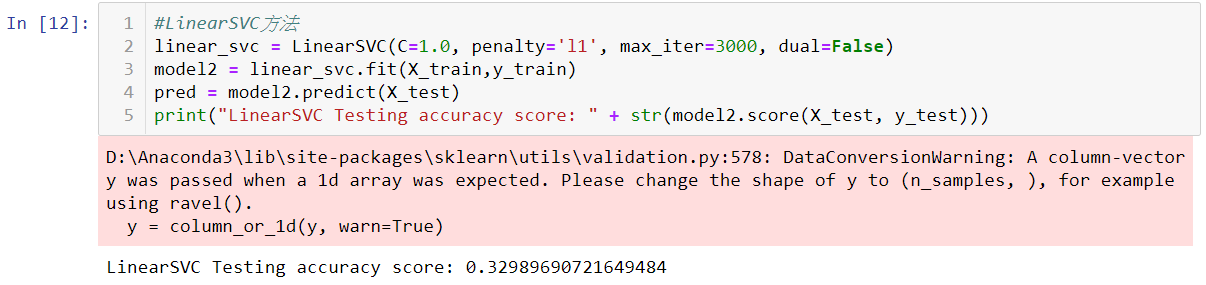 In [12]:
1 #LinearSVC方法
2 linear_svc = LinearSVC(C=1.0, penalty='l1', max_iter=3000, dual=False)
3 model2 = linear_svc.fit(X_train,y_train)
4 pred = model2.predict(X_test)
5 print("LinearSVC Testing accuracy score: " + str(model2.score(X_test, y_test)))
D:\Anaconda3\lib\site-packages\sklearn\utils\validation.py:578: DataConversionWarning: A column-vector
y was passed when a 1d array was expected. Please change the shape of y to (n_samples, ), for example
using ravel().
  y = column_or_1d(y, warn=True)
LinearSVC Testing accuracy score: 0.32989690721649484